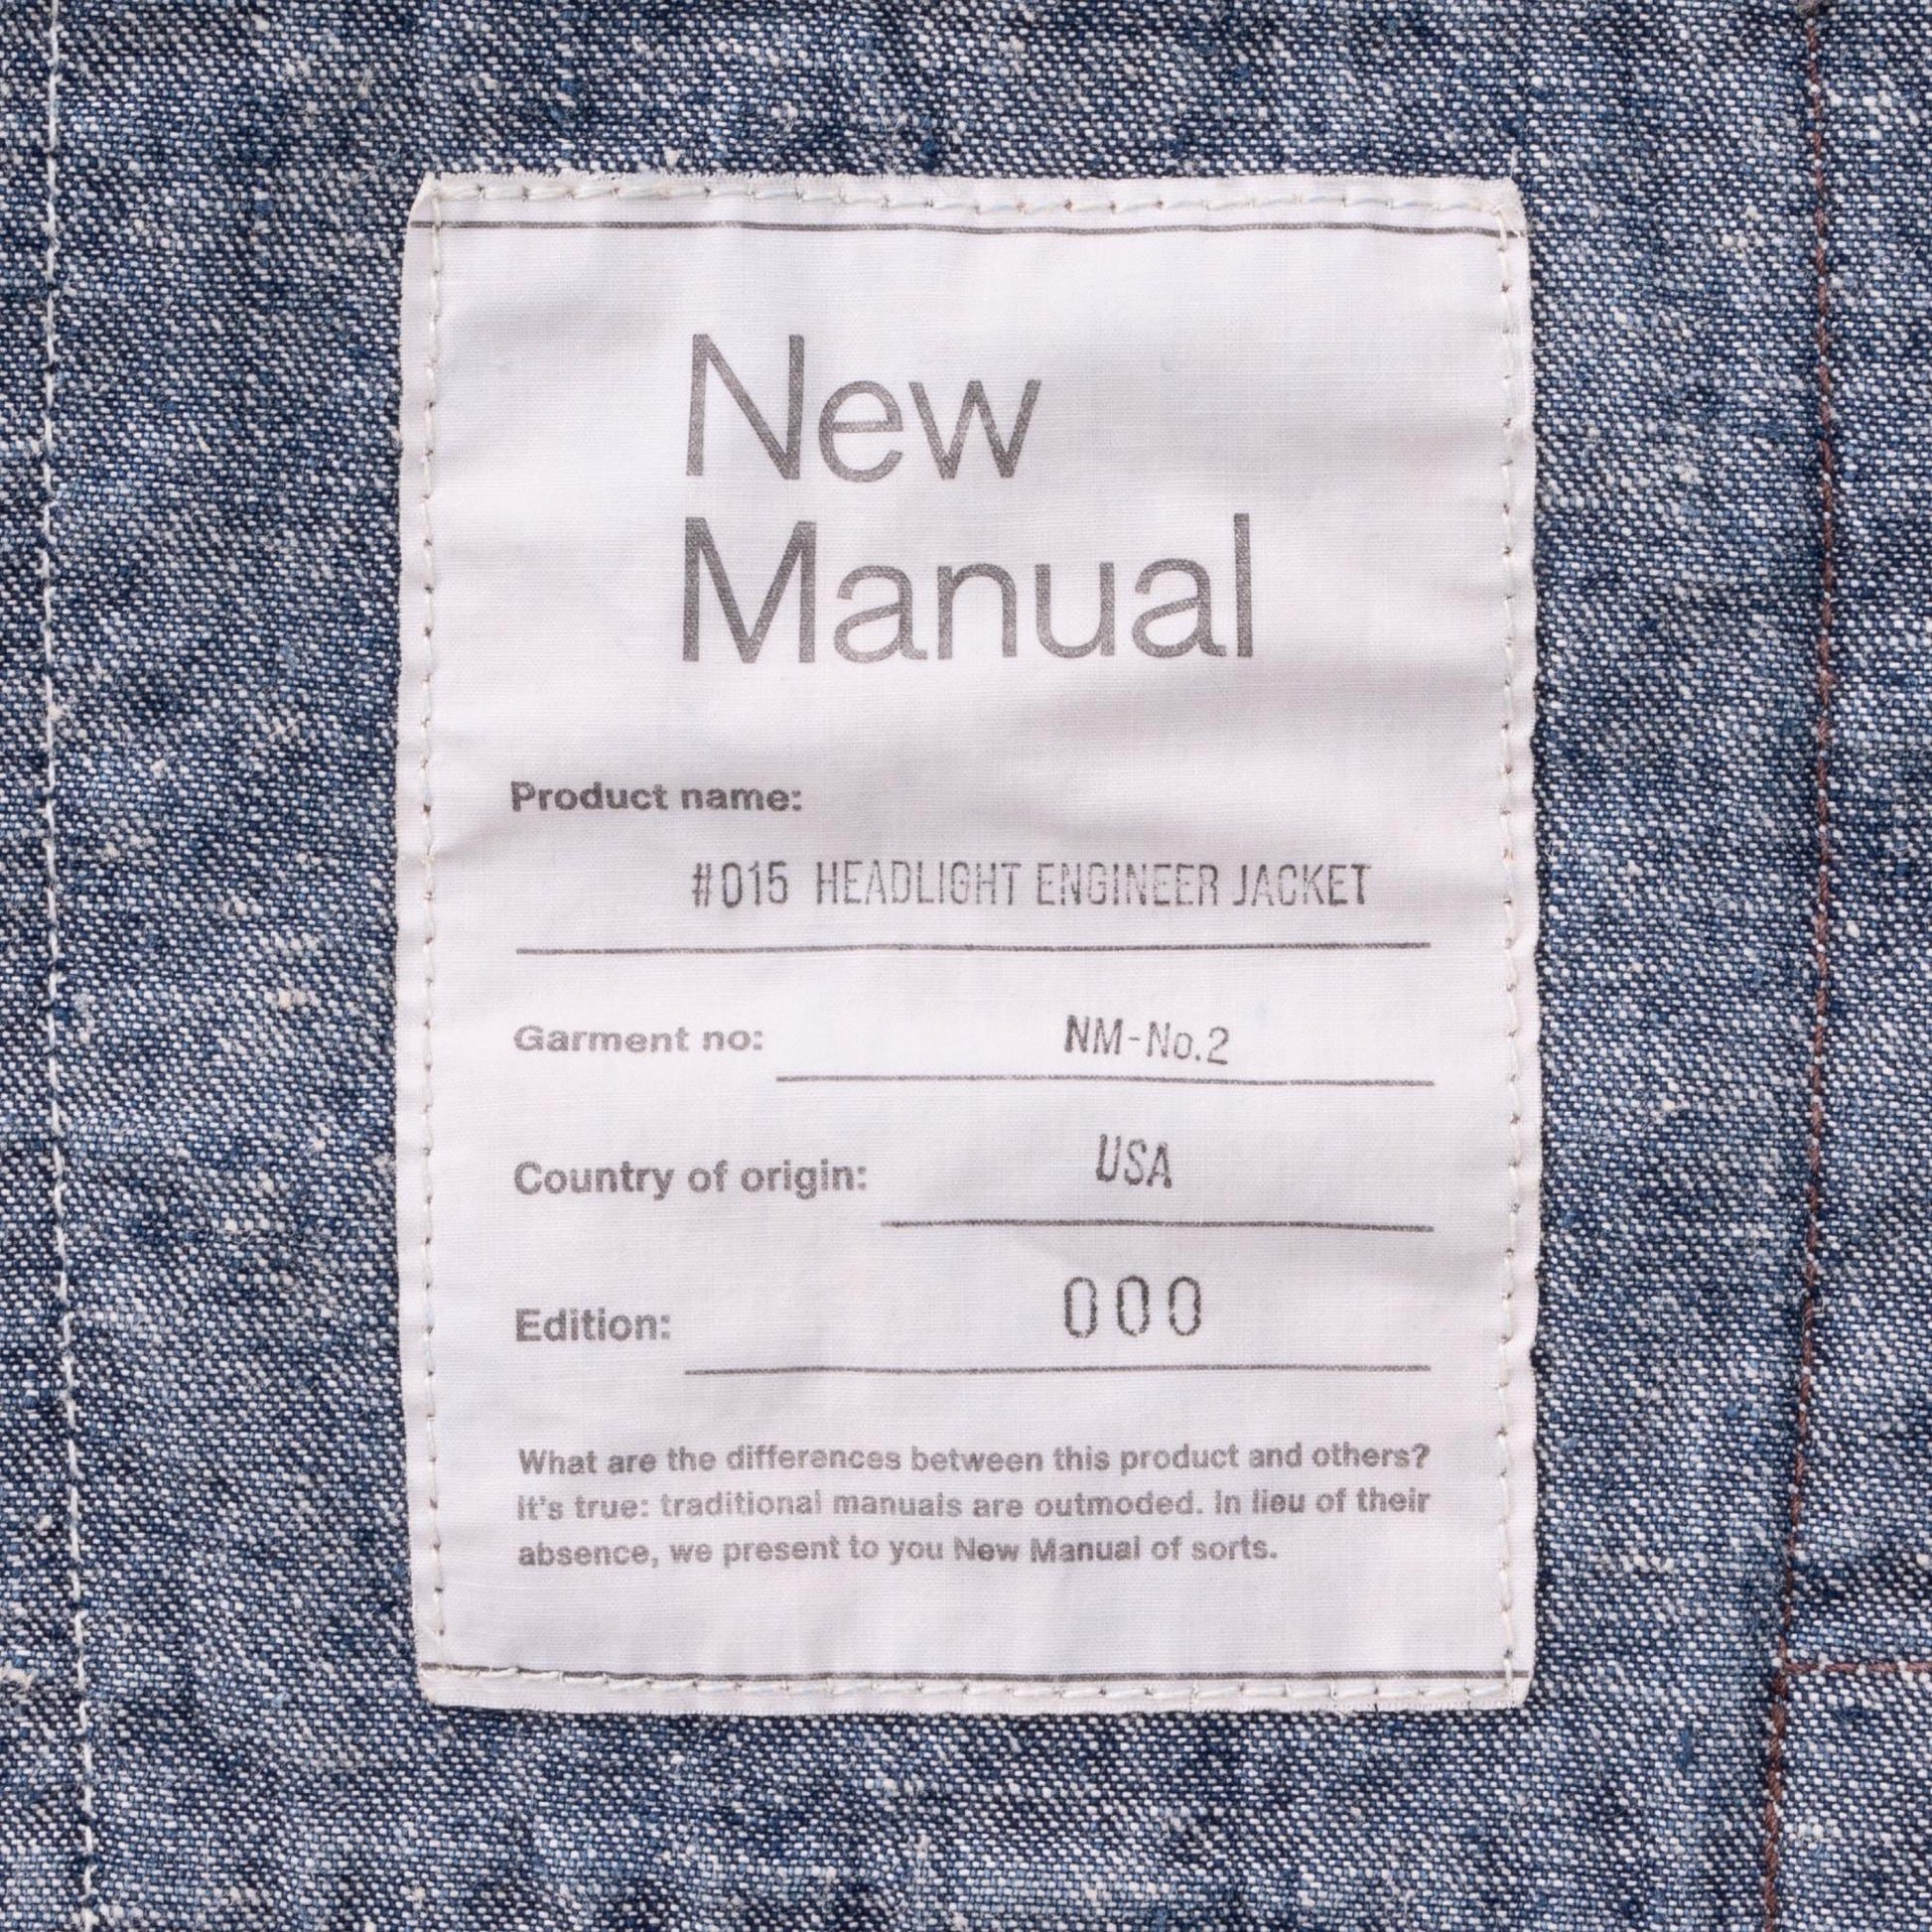 New
Manual
Product name:
#015 HEADLIGHT ENGINEER JACKET
Garment no: NM-No.2
Country of origin: USA
Edition: 000
What are the differences between this product and others?
It's true: traditional manuals are outmoded. In lieu of their
absence, we present to you New Manual of sorts.